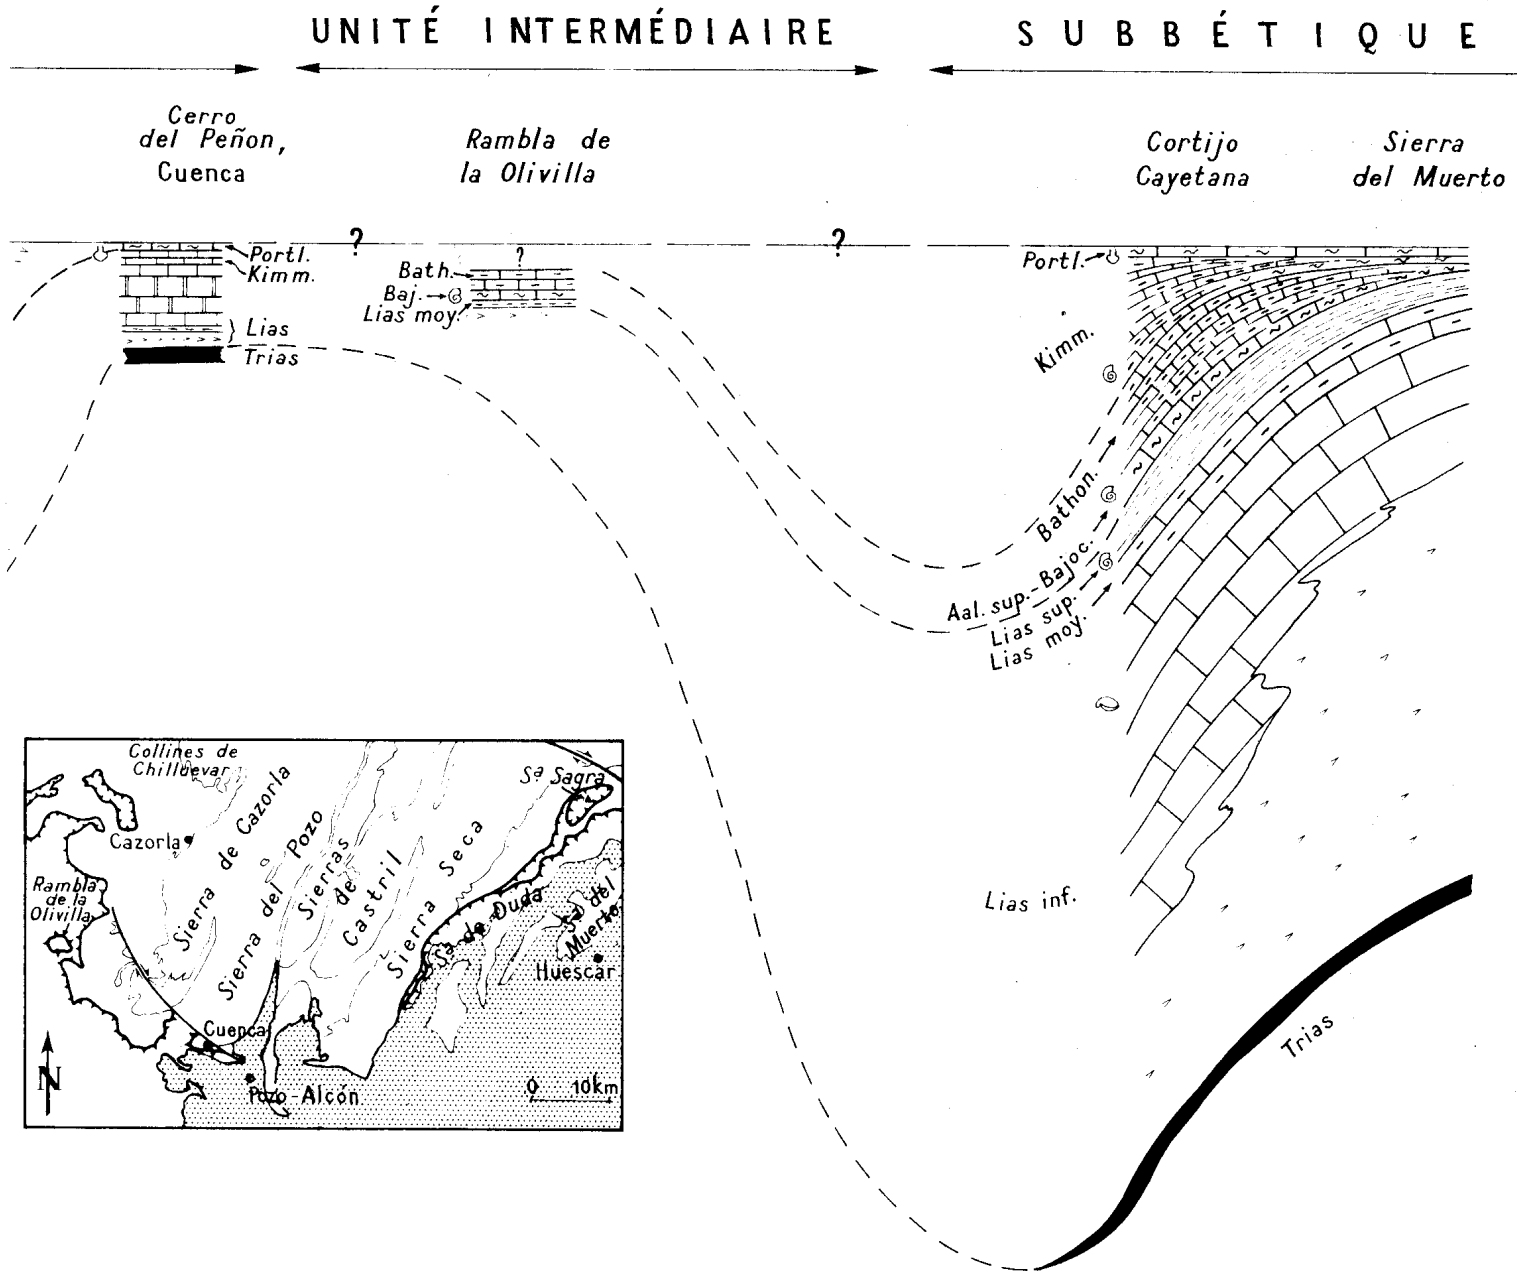 UNITÉ INTERMÉDIAIRE
SUBBÉTIQUE
Cerro
del Peñon,
Cuenca
Rambla de
la Olivilla
Cortijo
Cayetana
Sierra
del Muerto
?
?
?
Portl.
Kimm.
Lias
Trias
Bath.
Baj.
Lias moy.
Portl.
Kimm.
Bathon.
Aal. sup.-Bajoc.
Lias sup.
Lias moy.
Lias inf.
Trias
Collines de
Chilluevar
Cazorla
Rambla
de la
Olivilla
Sierra de Cazorla
Sierra del Pozo
Sierras
de
Castril
Sierra Seca
Sª Sagra
Sª de Duda
Sª del
Muerto
Huescar
Cuenca
Pozo-Alcón
N
0 10km